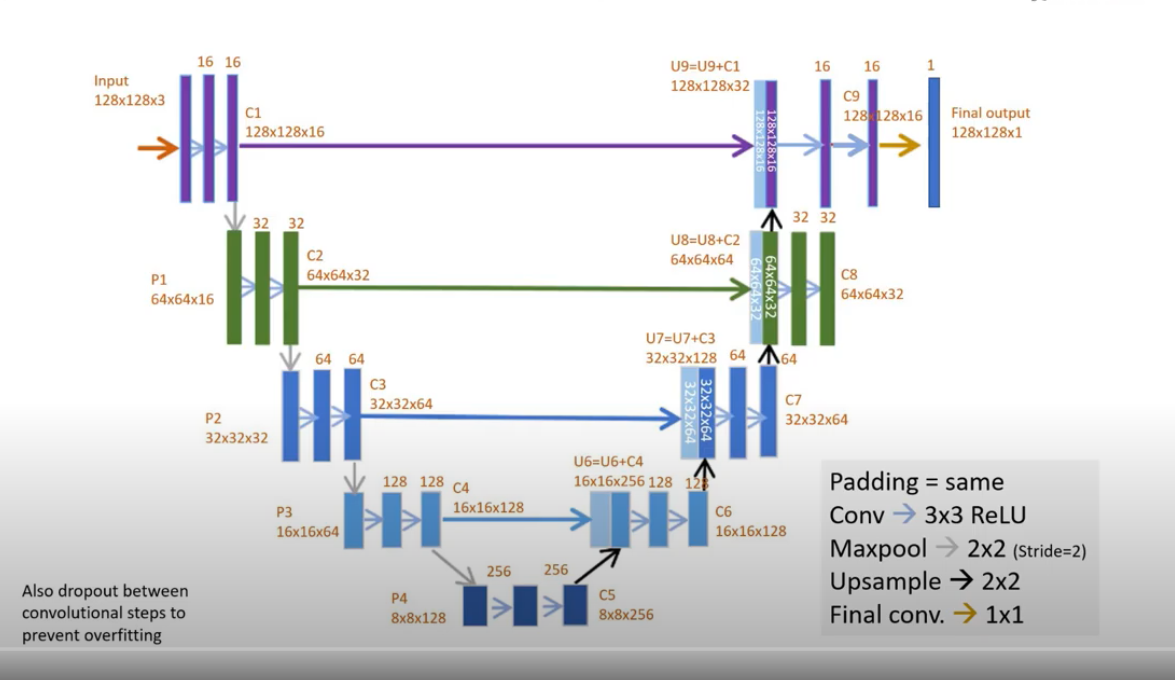 Input
128x128x3
16 16
C1
128x128x16
U9=U9+C1
128x128x32
128x128x16
128x128x16
16
16
C9
128x128x16
1
Final output
128x128x1
P1
64x64x16
32
32
C2
64x64x32
U8=U8+C2
64x64x64
64x64x32
64x64x32
32 32
C8
64x64x32
P2
32x32x32
64
64
C3
32x32x64
U7=U7+C3
32x32x128
32x32x64
32x32x64
64
64
C7
32x32x64
P3
16x16x64
128
128
C4
16x16x128
U6=U6+C4
16x16x256
128
128
C6
16x16x128
P4
8x8x128
256
256
C5
8x8x256
Also dropout between
convolutional steps to
prevent overfitting
Padding = same
Conv → 3x3 ReLU
Maxpool → 2x2 (Stride=2)
Upsample → 2x2
Final conv. → 1x1